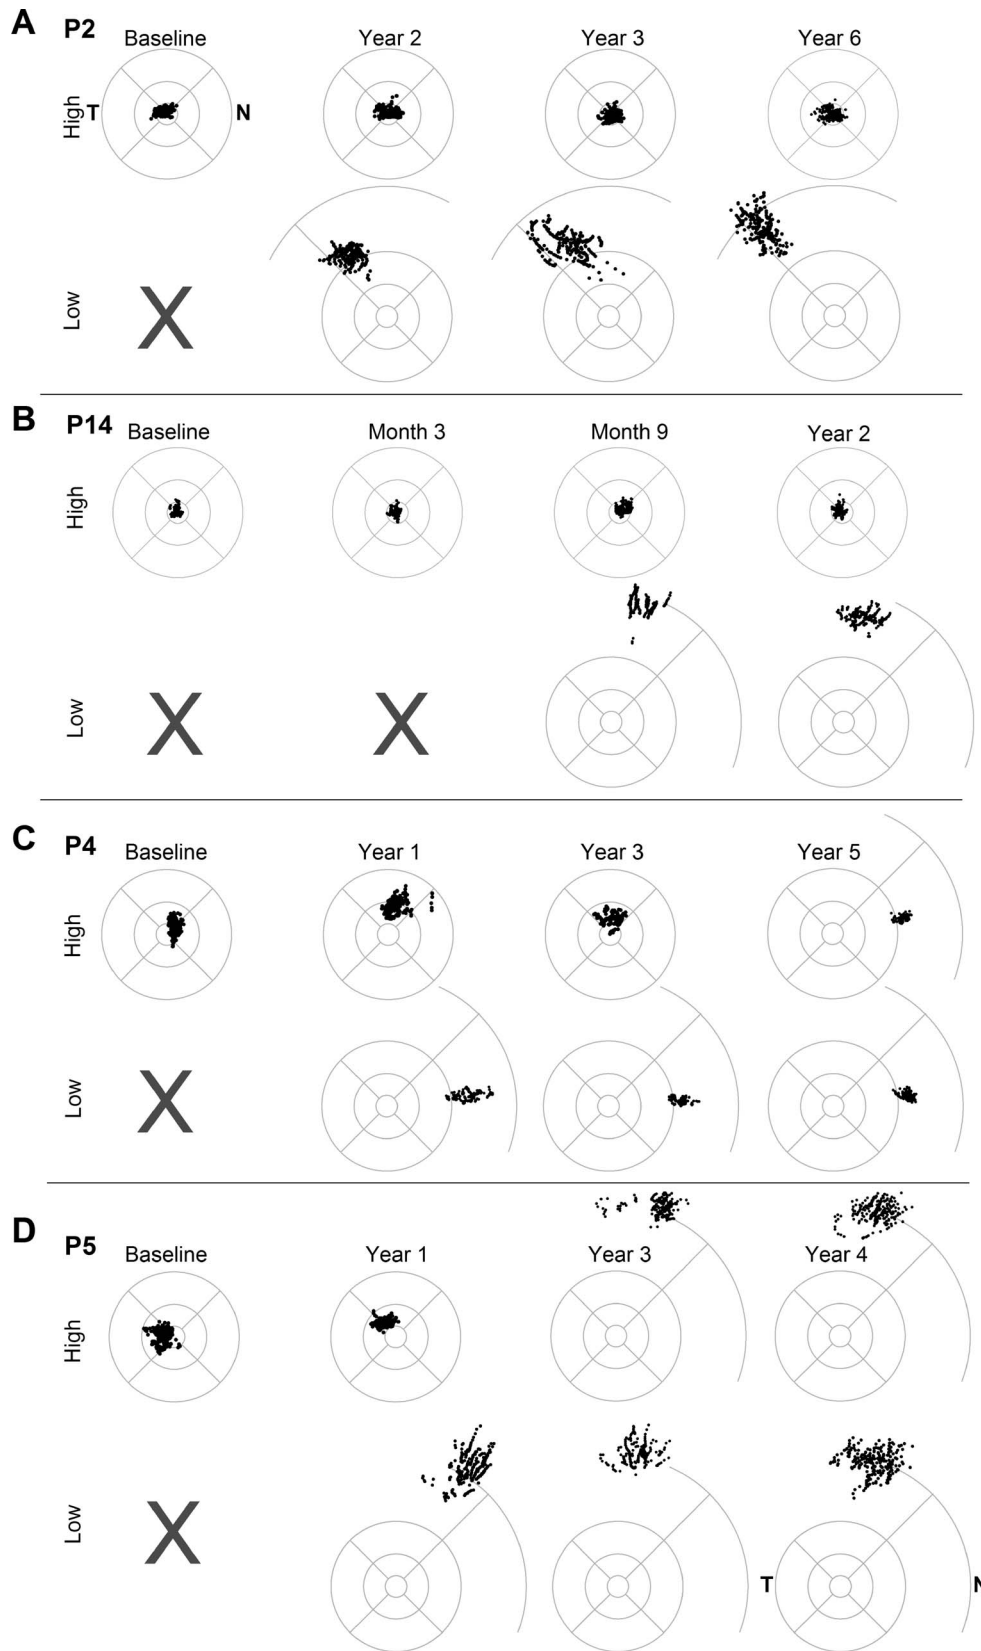 A P2
Baseline Year 2 Year 3 Year 6
High T N
Low X
B P14
Baseline Month 3 Month 9 Year 2
High
Low X X
C P4
Baseline Year 1 Year 3 Year 5
High
Low X
D P5
Baseline Year 1 Year 3 Year 4
High
Low X T N